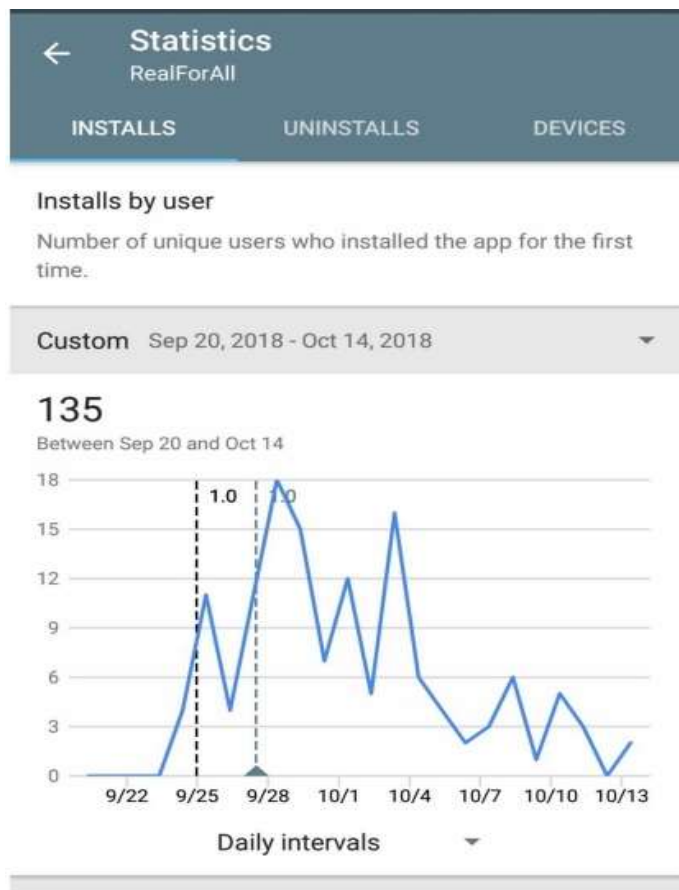 Statistics
RealForAll
INSTALLS UNINSTALLS DEVICES
Installs by user
Number of unique users who installed the app for the first
time.
Custom Sep 20, 2018 - Oct 14, 2018
135
Between Sep 20 and Oct 14
18
1.0 1.0
15
12
9
6
3
0
9/22 9/25 9/28 10/1 10/4 10/7 10/10 10/13
Daily intervals